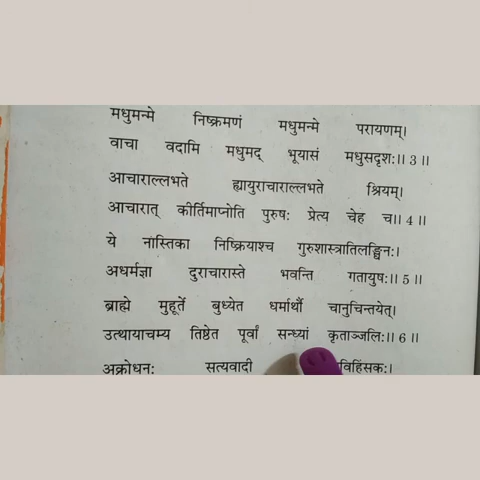 मधुमन्मे निष्क्रमणं मधुमन्मे परायणम्।
वाचा वदामि मधुमद् भूयासं मधुसदृशः।। 3 ।।
आचाराल्लभते ह्यायुराचाराल्लभते श्रियम्।
आचारात् कीर्तिमाप्नोति पुरुषः प्रेत्य चेह च।। 4 ।।
ये नास्तिका निष्क्रियाश्च गुरुशास्त्रातिलङ्घिनः।
अधर्मज्ञा दुराचारास्ते भवन्ति गतायुषः।। 5 ।।
ब्राह्मे मुहूर्ते बुध्येत धर्मार्थौ चानुचिन्तयेत्।
उत्थायाचम्य तिष्ठेत पूर्वां सन्ध्यां कृताञ्जलिः।। 6 ।।
अक्रोधनः सत्यवादी